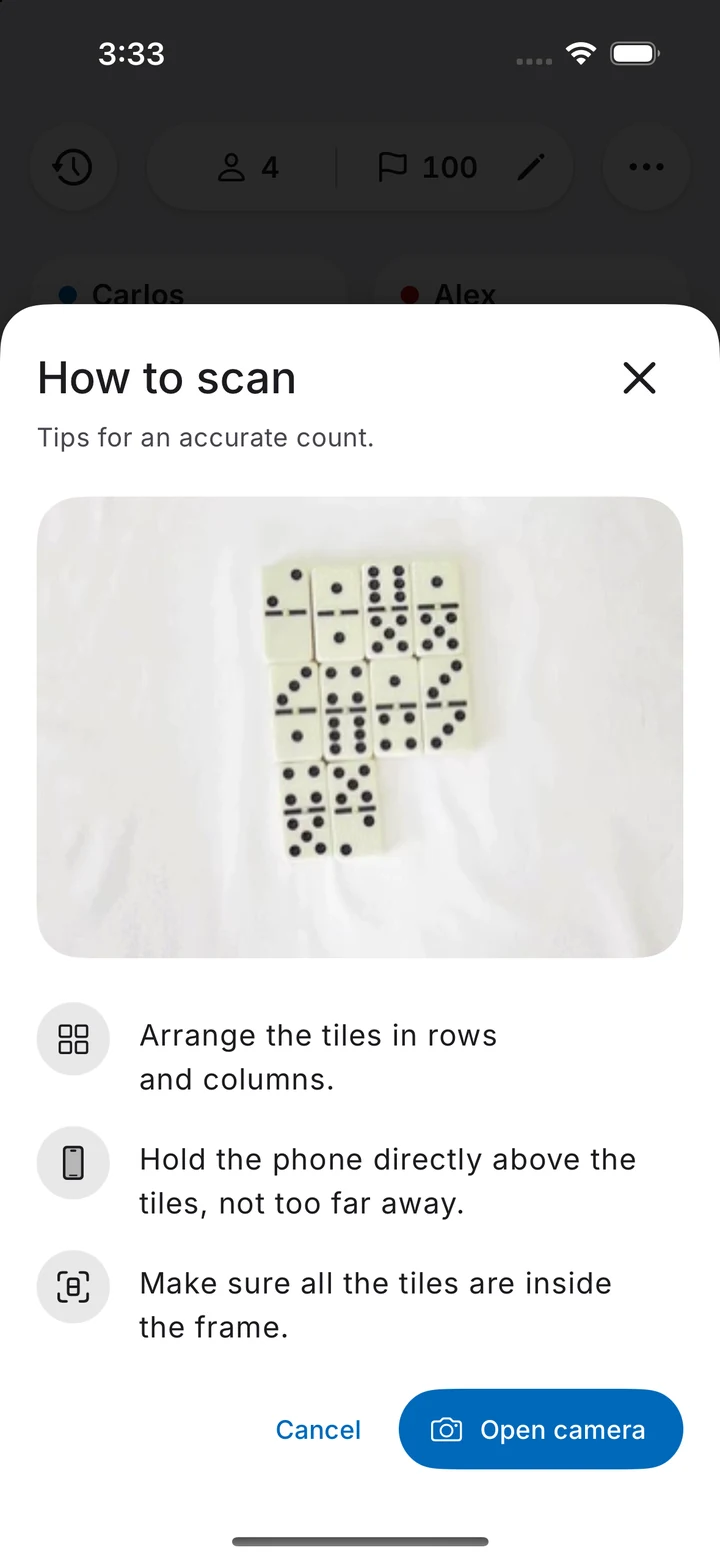 3:33
4
100
Carlos
Alex
How to scan
Tips for an accurate count.
Arrange the tiles in rows
and columns.
Hold the phone directly above the
tiles, not too far away.
Make sure all the tiles are inside
the frame.
Cancel
Open camera